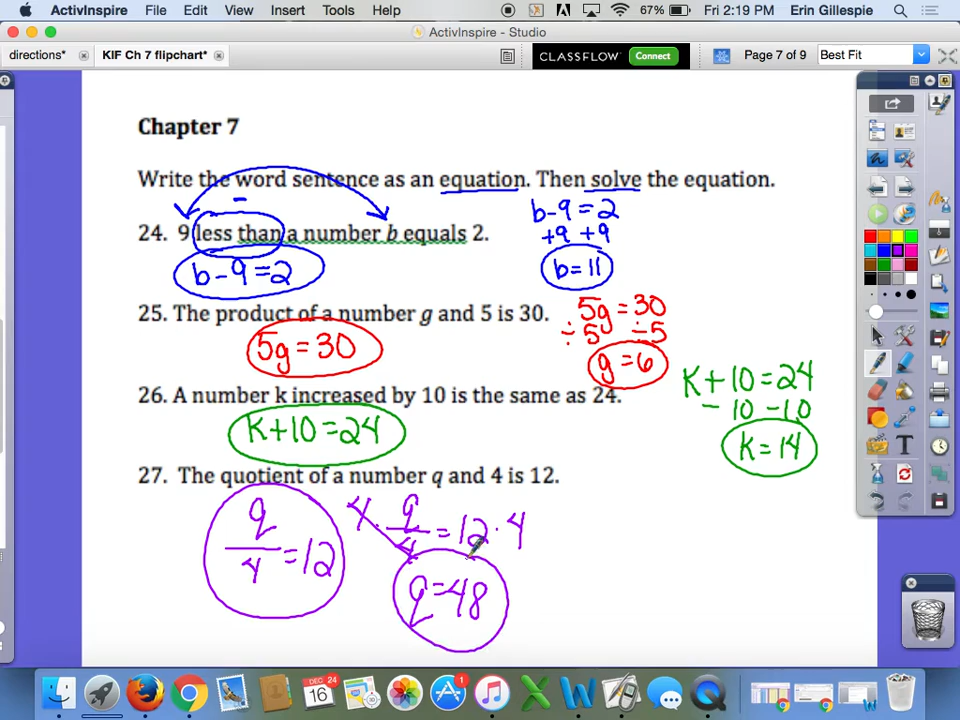 ActivInspire File Edit View Insert Tools Help 67% Fri 2:19 PM Erin Gillespie
ActivInspire - Studio
directions* KIF Ch 7 flipchart* CLASSFLOW Connect Page 7 of 9 Best Fit
Chapter 7
Write the word sentence as an equation. Then solve the equation.
-
24. 9 less than a number b equals 2.
b-9=2
b-9=2
+9 +9
b=11
25. The product of a number g and 5 is 30.
5g=30
5g=30
÷5 ÷5
g=6
26. A number k increased by 10 is the same as 24.
K+10=24
K+10=24
-10 -10
K=14
27. The quotient of a number q and 4 is 12.
q/4=12
4·q/4=12·4
q=48
DEC 16
24
1